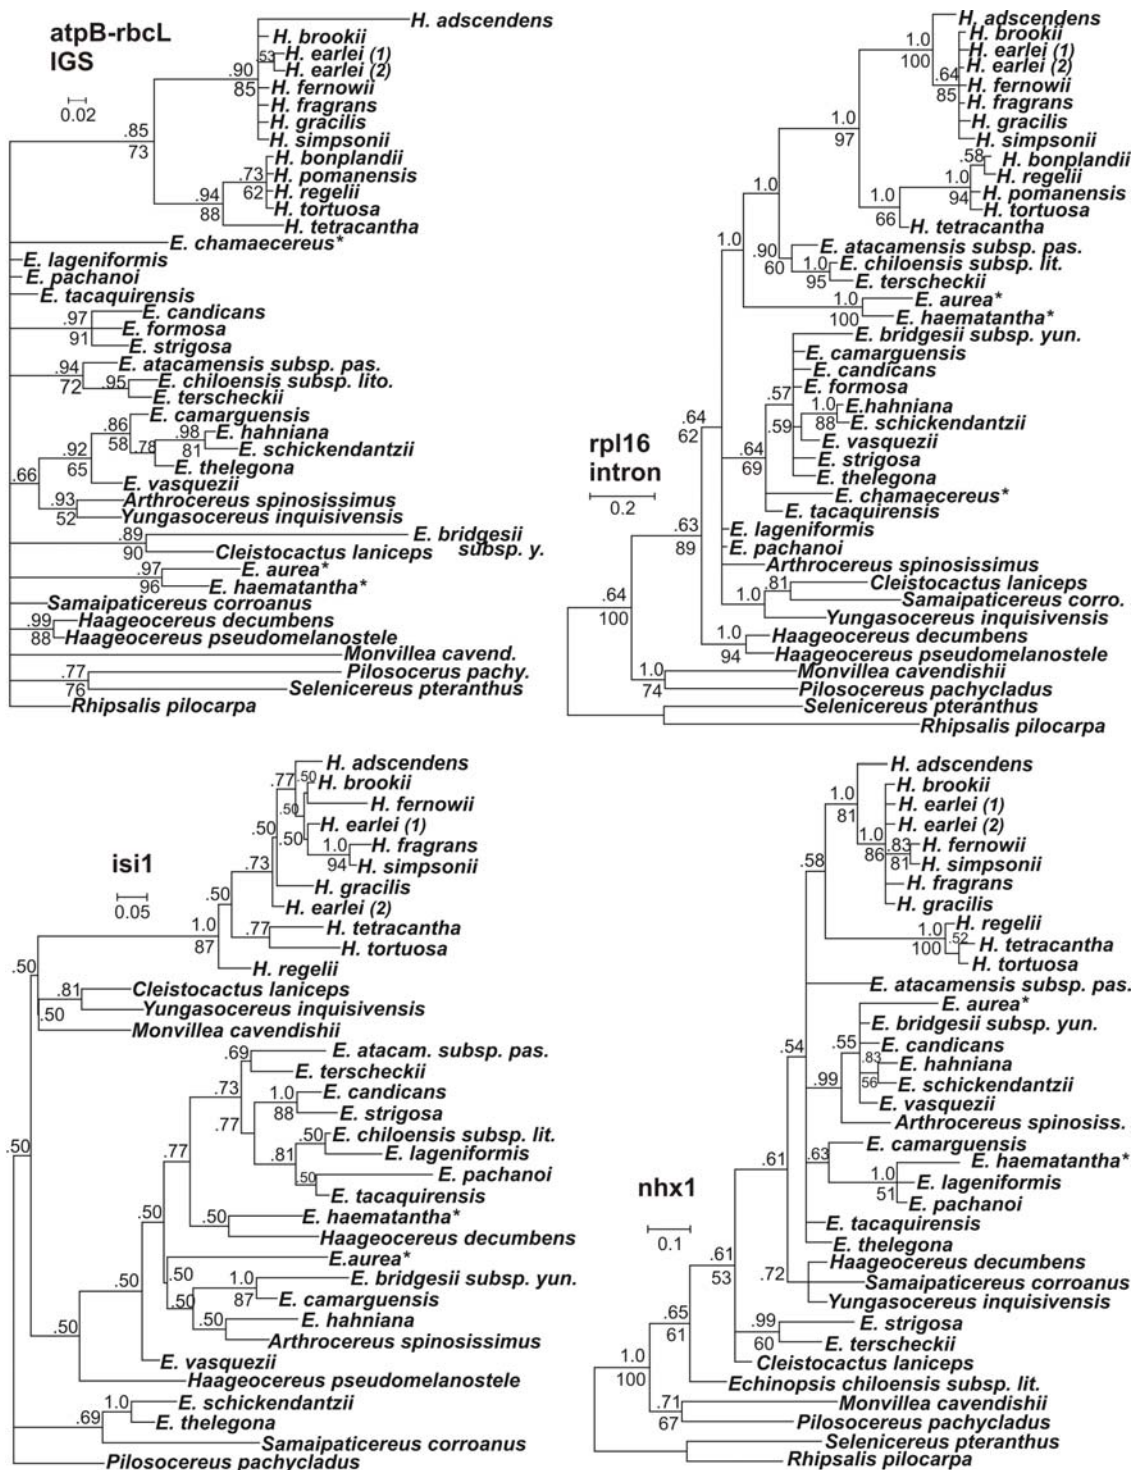 atpB-rbcL
IGS
0.02
H. adscendens
H. brookii
.53
H. earlei (1)
H. earlei (2)
.90
85
H. fernowii
H. fragrans
H. gracilis
H. simpsonii
.85
73
H. bonplandii
.73
H. pomanensis
62
H. regelii
.94
88
H. tortuosa
H. tetracantha
E. chamaecereus*
E. lageniformis
E. pachanoi
E. tacaquirensis
E. candicans
.97
E. formosa
91
E. strigosa
E. atacamensis subsp. pas.
.94
72
.95
E. chiloensis subsp. lito.
E. terscheckii
E. camarguensis
.86
58
.78
.98
81
E. hahniana
E. schickendantzii
.92
65
E. thelegona
.66
E. vasquezii
.93
52
Arthrocereus spinosissimus
Yungasocereus inquisivensis
.89
90
E. bridgesii
subsp. y.
Cleistocactus laniceps
.97
96
E. aurea*
E. haematantha*
Samaipaticereus corroanus
.99
88
Haageocereus decumbens
Haageocereus pseudomelanostele
Monvillea cavend.
.77
76
Pilosocerus pachy.
Selenicereus pteranthus
Rhipsalis pilocarpa
rpl16
intron
0.2
1.0
100
H. adscendens
H. brookii
H. earlei (1)
H. earlei (2)
.64
85
H. fernowii
H. fragrans
H. gracilis
H. simpsonii
1.0
97
.58
H. bonplandii
1.0
94
H. regelii
H. pomanensis
1.0
66
H. tortuosa
H. tetracantha
1.0
.90
60
E. atacamensis subsp. pas.
1.0
95
E. chiloensis subsp. lit.
E. terscheckii
1.0
1.0
100
E. aurea*
E. haematantha*
E. bridgesii subsp. yun.
E. camarguensis
E. candicans
.57
E. formosa
1.0
88
E.hahniana
E. schickendantzii
.59
E. vasquezii
.64
62
.64
69
E. strigosa
E. thelegona
E. chamaecereus*
E. tacaquirensis
E. lageniformis
.63
89
E. pachanoi
Arthrocereus spinosissimus
.81
1.0
Cleistocactus laniceps
Samaipaticereus corro.
Yungasocereus inquisivensis
.64
100
1.0
94
Haageocereus decumbens
Haageocereus pseudomelanostele
1.0
74
Monvillea cavendishii
Pilosocereus pachycladus
Selenicereus pteranthus
Rhipsalis pilocarpa
isi1
0.05
H. adscendens
.77
.50
H. brookii
H. fernowii
.50
H. earlei (1)
.50
.50
1.0
94
H. fragrans
H. simpsonii
.73
H. gracilis
H. earlei (2)
.50
.77
H. tetracantha
H. tortuosa
1.0
87
H. regelii
.50
.81
Cleistocactus laniceps
Yungasocereus inquisivensis
.50
Monvillea cavendishii
.69
E. atacam. subsp. pas.
E. terscheckii
.73
1.0
88
E. candicans
E. strigosa
.77
.50
E. chiloensis subsp. lit.
.81
E. lageniformis
.50
E. pachanoi
E. tacaquirensis
.77
.50
E. haematantha*
Haageocereus decumbens
.50
E.aurea*
.50
1.0
87
E. bridgesii subsp. yun.
E. camarguensis
.50
.50
E. hahniana
Arthrocereus spinosissimus
.50
E. vasquezii
.50
Haageocereus pseudomelanostele
1.0
E. schickendantzii
.69
E. thelegona
Samaipaticereus corroanus
Pilosocereus pachycladus
nhx1
0.1
H. adscendens
1.0
81
H. brookii
H. earlei (1)
1.0
86
H. earlei (2)
.83
81
H. fernowii
H. simpsonii
.58
H. fragrans
H. gracilis
H. regelii
1.0
100
.52
H. tetracantha
H. tortuosa
E. atacamensis subsp. pas.
E. aurea*
E. bridgesii subsp. yun.
.54
.55
E. candicans
.83
56
E. hahniana
E. schickendantzii
.99
E. vasquezii
Arthrocereus spinosiss.
E. camarguensis
.61
.63
E. haematantha*
1.0
51
E. lageniformis
E. pachanoi
E. tacaquirensis
E. thelegona
.61
53
.72
Haageocereus decumbens
Samaipaticereus corroanus
Yungasocereus inquisivensis
.65
61
.99
60
E. strigosa
E. terscheckii
Cleistocactus laniceps
1.0
100
Echinopsis chiloensis subsp. lit.
.71
67
Monvillea cavendishii
Pilosocereus pachycladus
Selenicereus pteranthus
Rhipsalis pilocarpa